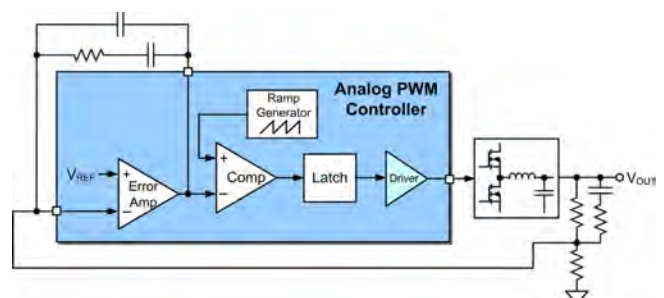 Analog PWM
Controller
Ramp
Generator
VREF
+
Error
Amp
−
+
Comp
−
Latch
Driver
VOUT